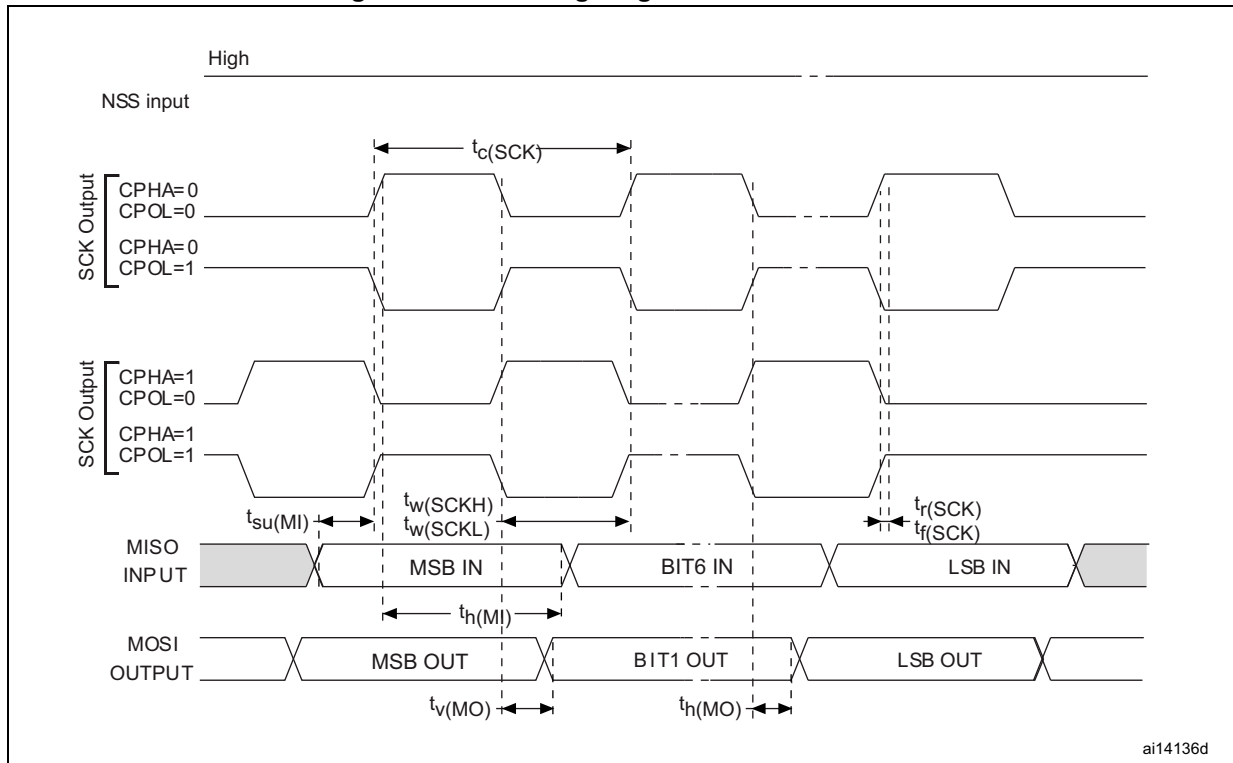 High
NSS input
tc(SCK)
SCK Output
CPHA=0
CPOL=0
CPHA=0
CPOL=1
SCK Output
CPHA=1
CPOL=0
CPHA=1
CPOL=1
tsu(MI)
tw(SCKH)
tw(SCKL)
tr(SCK)
tf(SCK)
MISO
INPUT
MSB IN
BIT6 IN
LSB IN
th(MI)
MOSI
OUTPUT
MSB OUT
BIT1 OUT
LSB OUT
tv(MO)
th(MO)
ai14136d